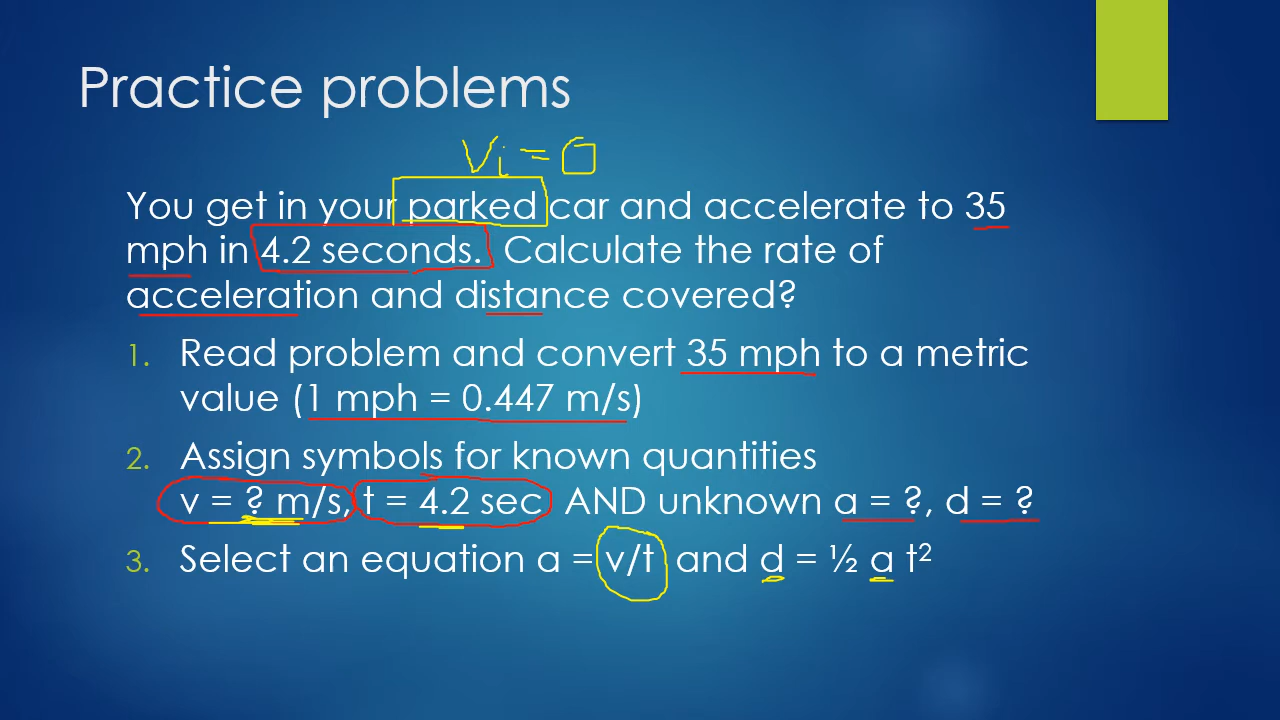 Practice problems
Vi = 0
You get in your parked car and accelerate to 35
mph in 4.2 seconds. Calculate the rate of
acceleration and distance covered?
1. Read problem and convert 35 mph to a metric
value (1 mph = 0.447 m/s)
2. Assign symbols for known quantities
v = ? m/s, t = 4.2 sec AND unknown a = ?, d = ?
3. Select an equation a = v/t and d = ½ a t²